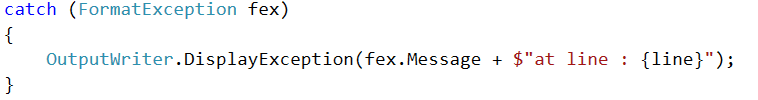 catch (FormatException fex)
{
    OutputWriter.DisplayException(fex.Message + $"at line : {line}");
}